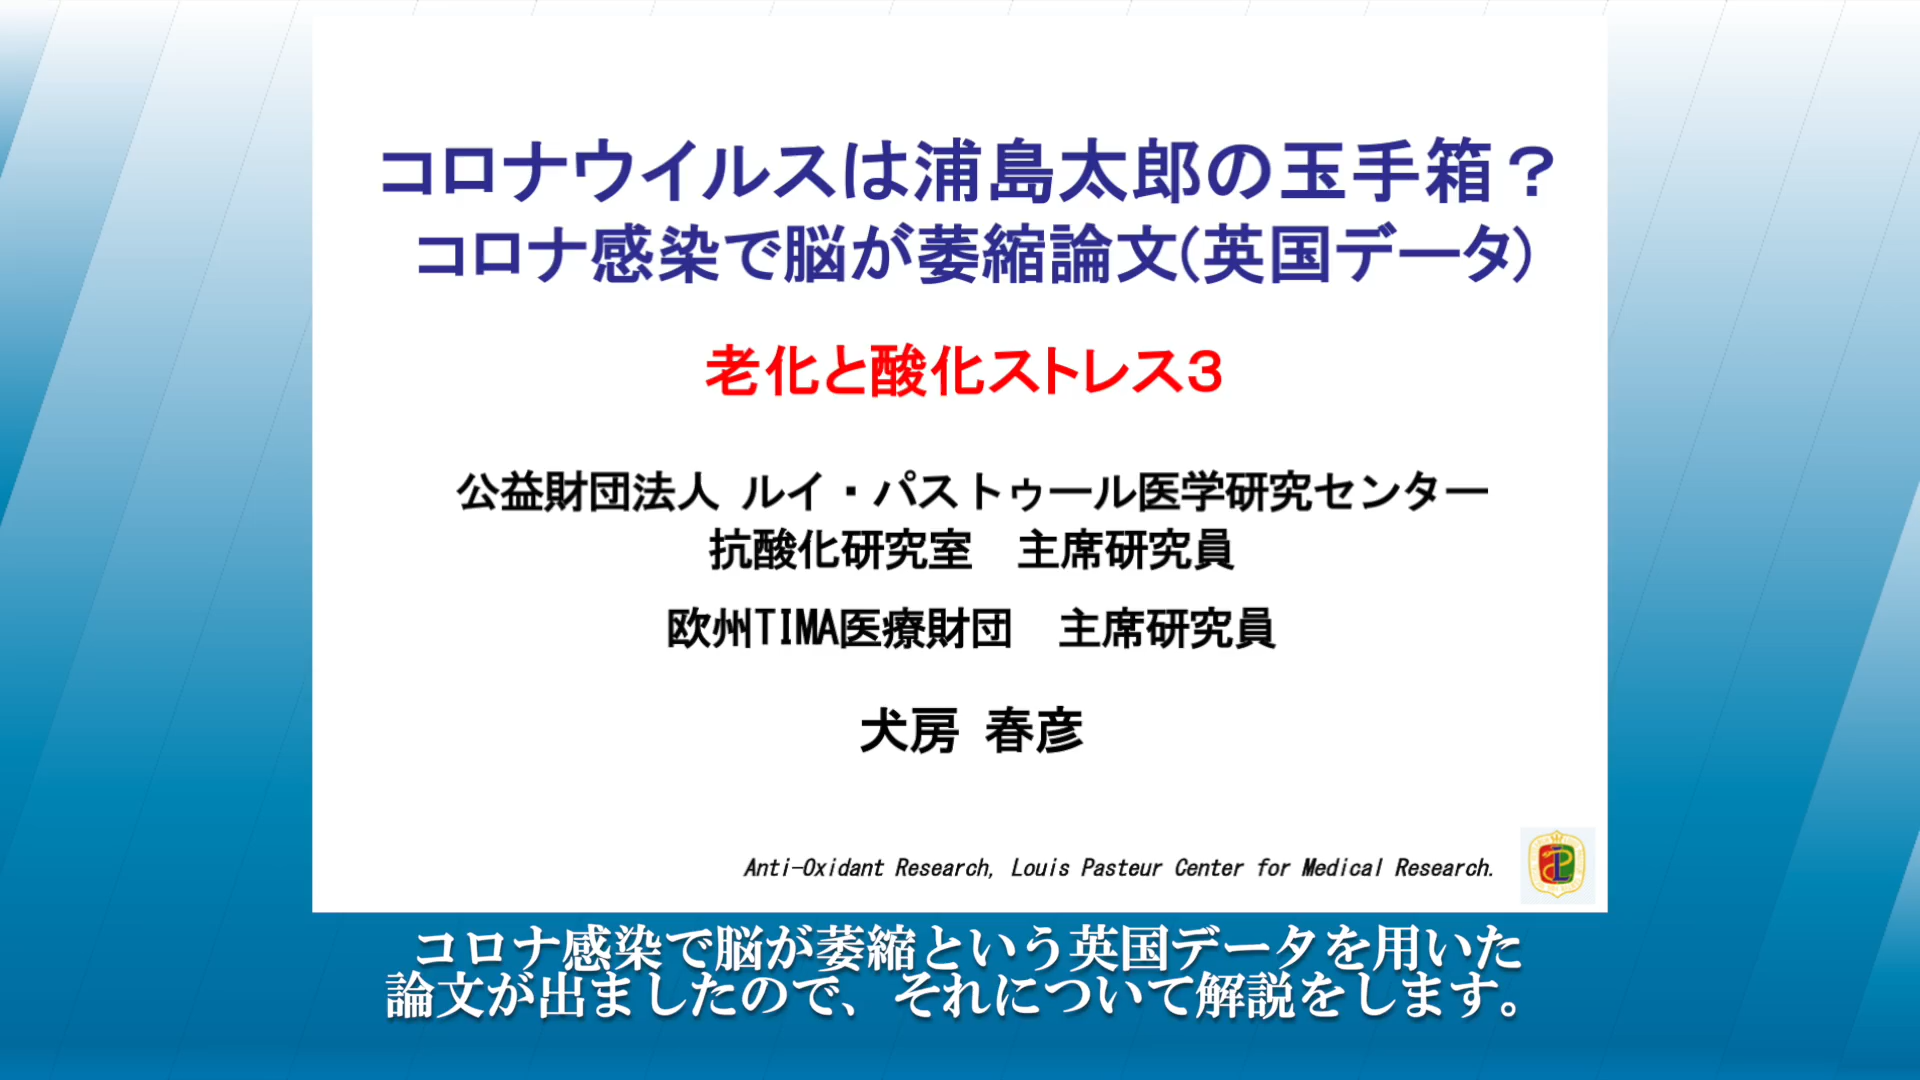 コロナウイルスは浦島太郎の玉手箱？
コロナ感染で脳が萎縮論文(英国データ)
老化と酸化ストレス3
公益財団法人 ルイ・パストゥール医学研究センター
抗酸化研究室　主席研究員
欧州TIMA医療財団　主席研究員
犬房 春彦
Anti-Oxidant Research, Louis Pasteur Center for Medical Research.
コロナ感染で脳が萎縮という英国データを用いた
論文が出ましたので、それについて解説をします。